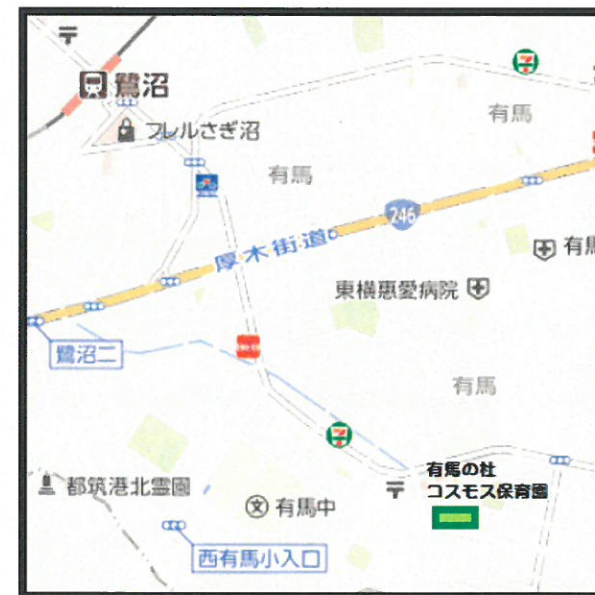 鷺沼
フレルさぎ沼
有馬
有馬
246
厚木街道
有馬
東横恵愛病院
鷺沼二
有馬
有馬の杜
コスモス保育園
都筑港北霊園
有馬中
西有馬小入口